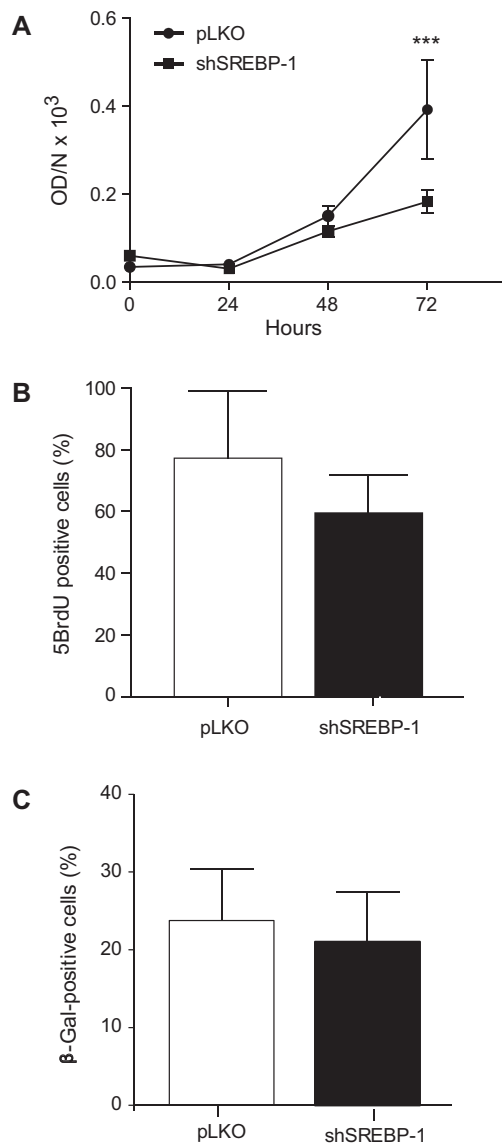 A
pLKO
shSREBP-1
***
OD/N x 10³
0.6
0.4
0.2
0.0
0 24 48 72
Hours
B
5BrdU positive cells (%)
100
80
60
40
20
0
pLKO shSREBP-1
C
β-Gal-positive cells (%)
40
30
20
10
0
pLKO shSREBP-1